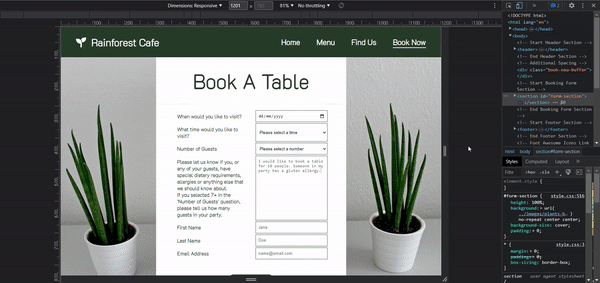 Dimensions: Responsive
1201
81%
No throttling
Rainforest Cafe
Home
Menu
Find Us
Book Now
Book A Table
When would you like to visit?
dd/mm/yyyy
What time would you
like to visit?
Please select a time
Number of Guests
Please select a number
Please let us know if you, or
any of your guests, have
special dietary requirements,
allergies or anything else that
we should know about.
If you selected 7+ in the
'Number of Guests' question,
please tell us how many
guests in your party.
I would like to book a table
for 10 people. Someone in my
party has a gluten allergy.
First Name
Jane
Last Name
Doe
Email Address
name@email.com
<!DOCTYPE html>
<html lang="en">
<head> </head>
<body>
<!-- Start Header Section -->
<header> </header>
<!-- End Header Section -->
<!-- Additional Spacing -->
<div class="book-now-buffer">
</div>
<!-- Start Booking Form
Section -->
<section id="form-section">
</section> == $0
<!-- End Booking Form
Section -->
<!-- Start Footer Section -->
<footer> </footer>
<!-- End Footer Section -->
<!-- Font Awesome Icon Link
html
body
section#form-section
Styles
Computed
Layout
Filter
:hov
.cls
element.style {
}
#form-section {
style.css:516
height: 100%;
background: url(
no-repeat center center;
background-size: cover;
padding: 0;
}
* {
style.css:3
margin: 0;
padding: 0;
box-sizing: border-box;
}
section
user agent stylesheet